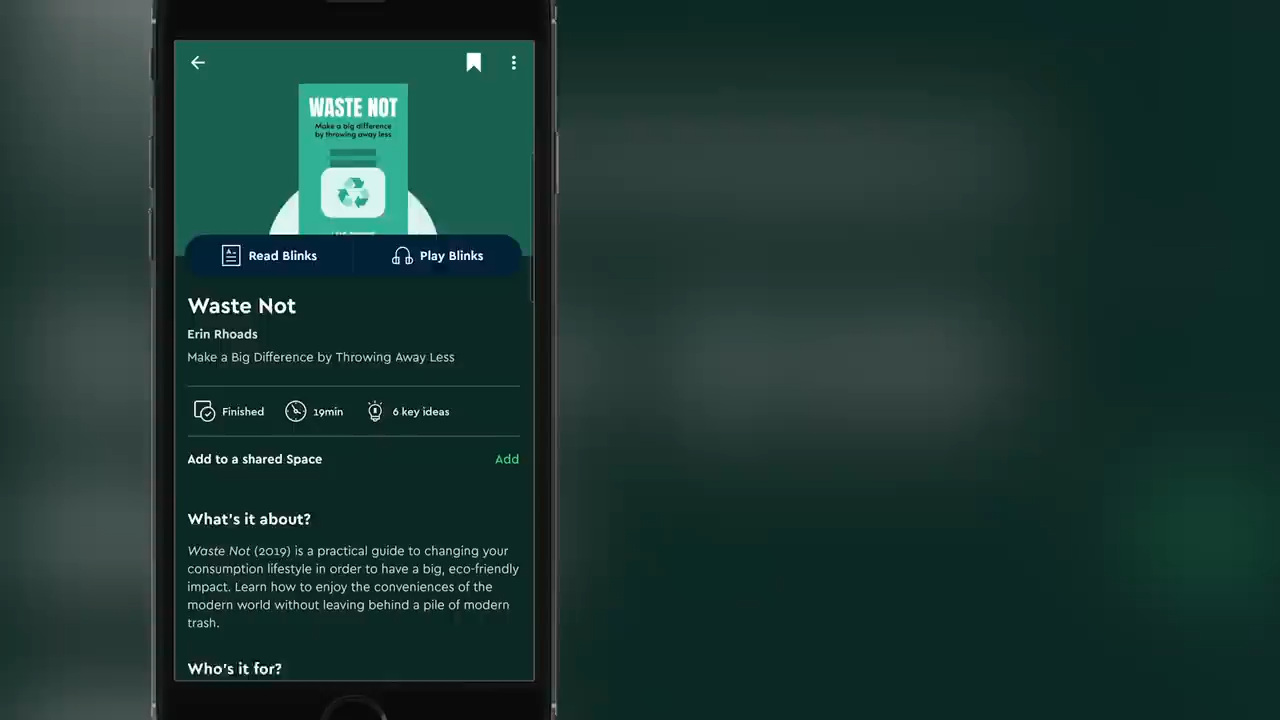 WASTE NOT
Make a big difference
by throwing away less
Read Blinks
Play Blinks
Waste Not
Erin Rhoads
Make a Big Difference by Throwing Away Less
Finished
19min
6 key ideas
Add to a shared Space
Add
What's it about?
Waste Not (2019) is a practical guide to changing your
consumption lifestyle in order to have a big, eco-friendly
impact. Learn how to enjoy the conveniences of the
modern world without leaving behind a pile of modern
trash.
Who's it for?